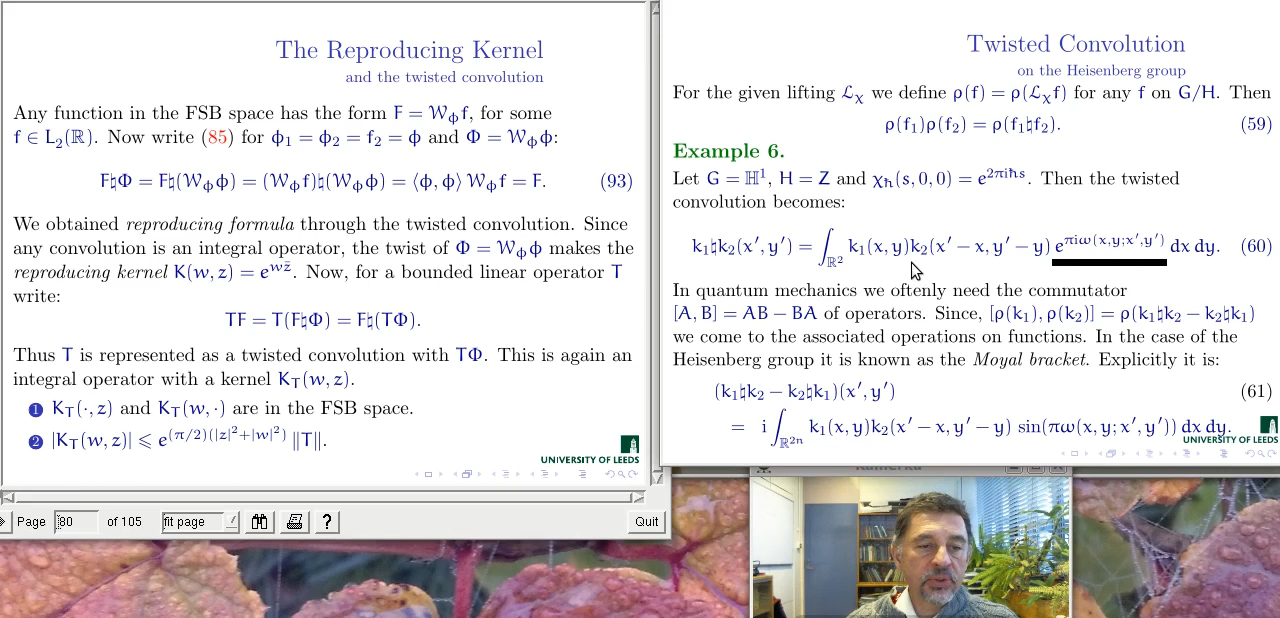 The Reproducing Kernel
and the twisted convolution
Any function in the FSB space has the form F = 𝒲_ϕ f, for some
f ∈ L₂(ℝ). Now write (85) for ϕ₁ = ϕ₂ = f₂ = ϕ and Φ = 𝒲_ϕ ϕ:
F♮Φ = F♮(𝒲_ϕ ϕ) = (𝒲_ϕ f)♮(𝒲_ϕ ϕ) = ⟨ϕ, ϕ⟩ 𝒲_ϕ f = F. (93)
We obtained reproducing formula through the twisted convolution. Since
any convolution is an integral operator, the twist of Φ = 𝒲_ϕ ϕ makes the
reproducing kernel K(w, z) = e^{w z̄}. Now, for a bounded linear operator T
write:
TF = T(F♮Φ) = F♮(TΦ).
Thus T is represented as a twisted convolution with TΦ. This is again an
integral operator with a kernel K_T(w, z).
1 K_T(·, z) and K_T(w, ·) are in the FSB space.
2 |K_T(w, z)| ⩽ e^{(π/2)(|z|²+|w|²)} ‖T‖.
UNIVERSITY OF LEEDS
Page 80 of 105 fit page ? Quit
Twisted Convolution
on the Heisenberg group
For the given lifting ℒ_χ we define ρ(f) = ρ(ℒ_χ f) for any f on G/H. Then
ρ(f₁)ρ(f₂) = ρ(f₁♮f₂). (59)
Example 6.
Let G = ℍ¹, H = Z and χ_ħ(s, 0, 0) = e^{2πiħs}. Then the twisted
convolution becomes:
k₁♮k₂(x′, y′) = ∫_{ℝ²} k₁(x, y)k₂(x′ − x, y′ − y) e^{πiω(x,y;x′,y′)} dx dy. (60)
In quantum mechanics we oftenly need the commutator
[A, B] = AB − BA of operators. Since, [ρ(k₁), ρ(k₂)] = ρ(k₁♮k₂ − k₂♮k₁)
we come to the associated operations on functions. In the case of the
Heisenberg group it is known as the Moyal bracket. Explicitly it is:
(k₁♮k₂ − k₂♮k₁)(x′, y′) (61)
= i ∫_{ℝ²ⁿ} k₁(x, y)k₂(x′ − x, y′ − y) sin(πω(x, y; x′, y′)) dx dy.
UNIVERSITY OF LEEDS
Kamerka